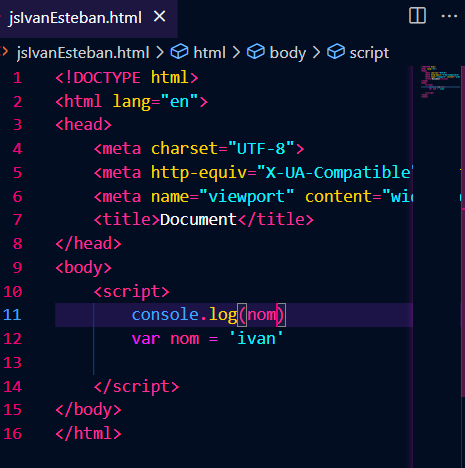 jsIvanEsteban.html
jsIvanEsteban.html > html > body > script
1 <!DOCTYPE html>
2 <html lang="en">
3 <head>
4 <meta charset="UTF-8">
5 <meta http-equiv="X-UA-Compatible"
6 <meta name="viewport" content="wid
7 <title>Document</title>
8 </head>
9 <body>
10 <script>
11 console.log(nom)
12 var nom = 'ivan'
13
14 </script>
15 </body>
16 </html>